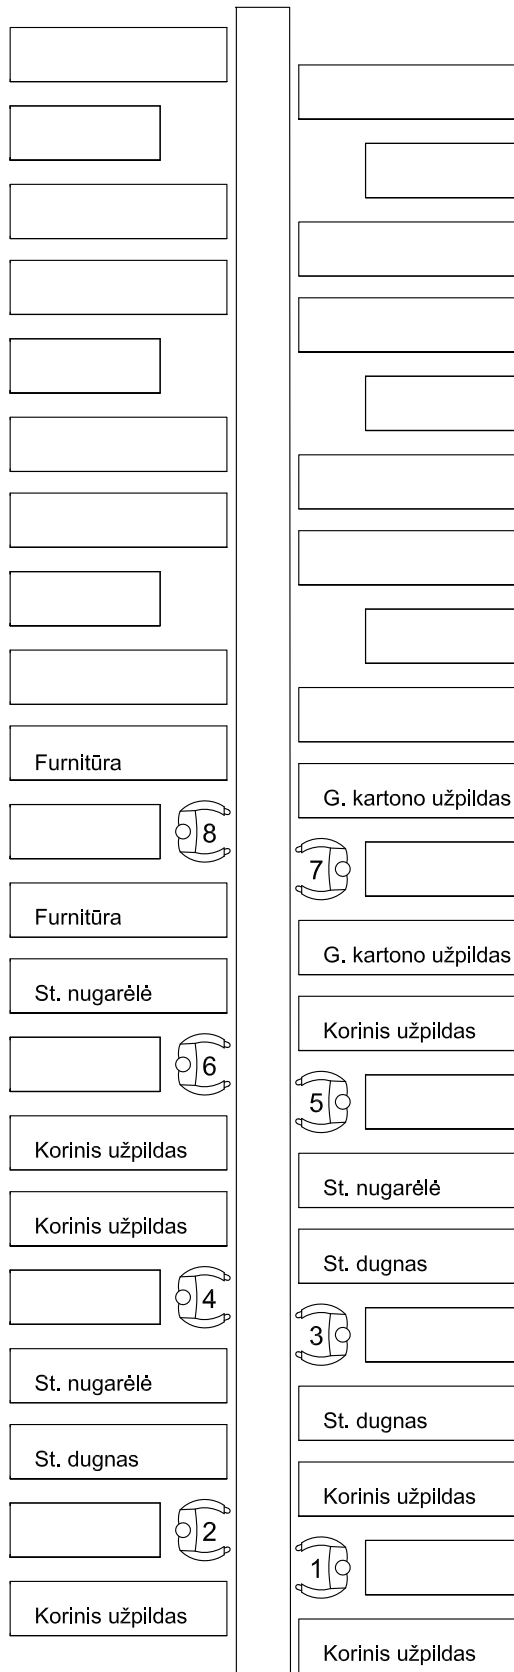 Furnitūra
G. kartono užpildas
8
7
Furnitūra
G. kartono užpildas
St. nugarėlė
Korinis užpildas
6
5
Korinis užpildas
St. nugarėlė
Korinis užpildas
St. dugnas
4
3
St. nugarėlė
St. dugnas
St. dugnas
Korinis užpildas
2
1
Korinis užpildas
Korinis užpildas